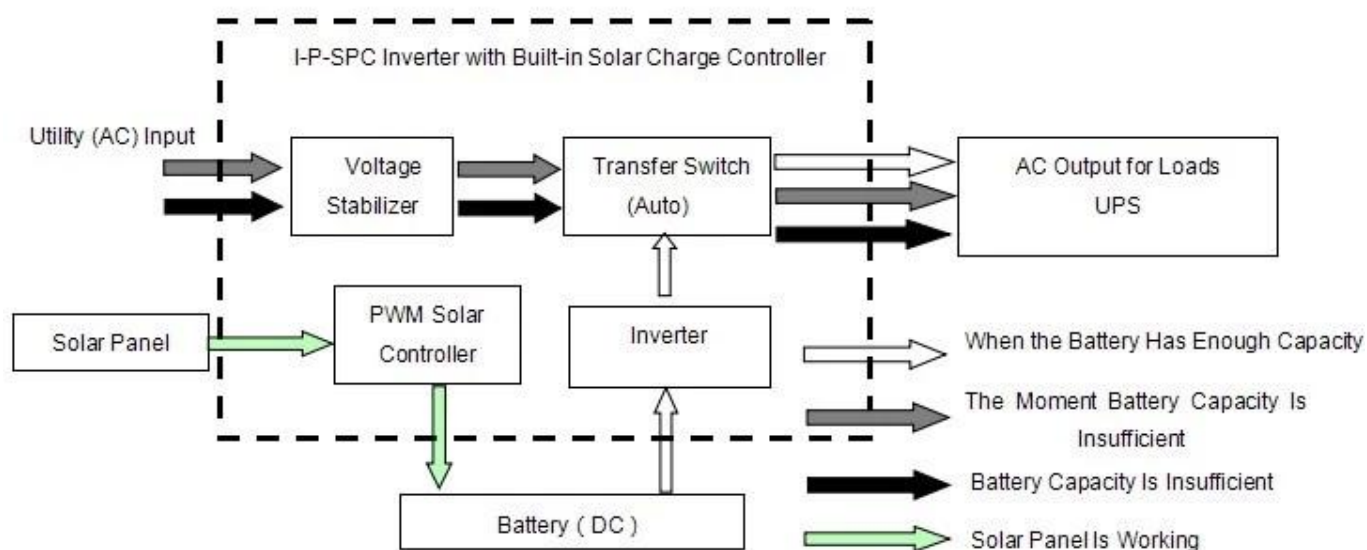 I-P-SPC Inverter with Built-in Solar Charge Controller
Utility (AC) Input
Voltage
Stabilizer
Transfer Switch
(Auto)
AC Output for Loads
UPS
Solar Panel
PWM Solar
Controller
Inverter
Battery ( DC )
When the Battery Has Enough Capacity
The Moment Battery Capacity Is
Insufficient
Battery Capacity Is Insufficient
Solar Panel Is Working